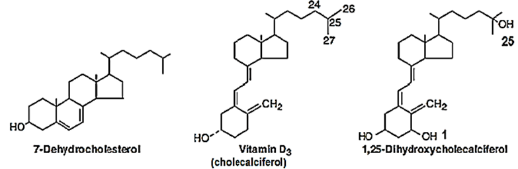 24
26
25
27
OH
25
CH₂
CH₂
HO
HO
HO
OH
1
7-Dehydrocholesterol
Vitamin D₃
(cholecalciferol)
1,25-Dihydroxycholecalciferol